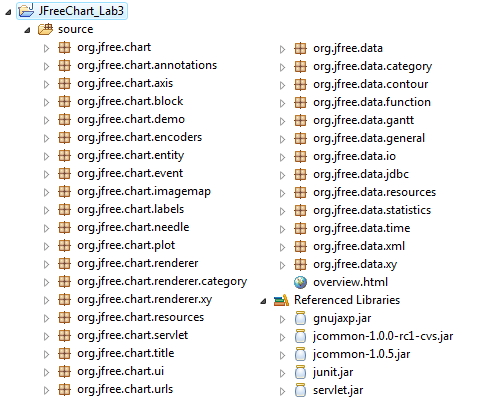 JFreeChart_Lab3
source
org.jfree.chart
org.jfree.chart.annotations
org.jfree.chart.axis
org.jfree.chart.block
org.jfree.chart.demo
org.jfree.chart.encoders
org.jfree.chart.entity
org.jfree.chart.event
org.jfree.chart.imagemap
org.jfree.chart.labels
org.jfree.chart.needle
org.jfree.chart.plot
org.jfree.chart.renderer
org.jfree.chart.renderer.category
org.jfree.chart.renderer.xy
org.jfree.chart.resources
org.jfree.chart.servlet
org.jfree.chart.title
org.jfree.chart.ui
org.jfree.chart.urls
org.jfree.data
org.jfree.data.category
org.jfree.data.contour
org.jfree.data.function
org.jfree.data.gantt
org.jfree.data.general
org.jfree.data.io
org.jfree.data.jdbc
org.jfree.data.resources
org.jfree.data.statistics
org.jfree.data.time
org.jfree.data.xml
org.jfree.data.xy
overview.html
Referenced Libraries
gnujaxp.jar
jcommon-1.0.0-rc1-cvs.jar
jcommon-1.0.5.jar
junit.jar
servlet.jar